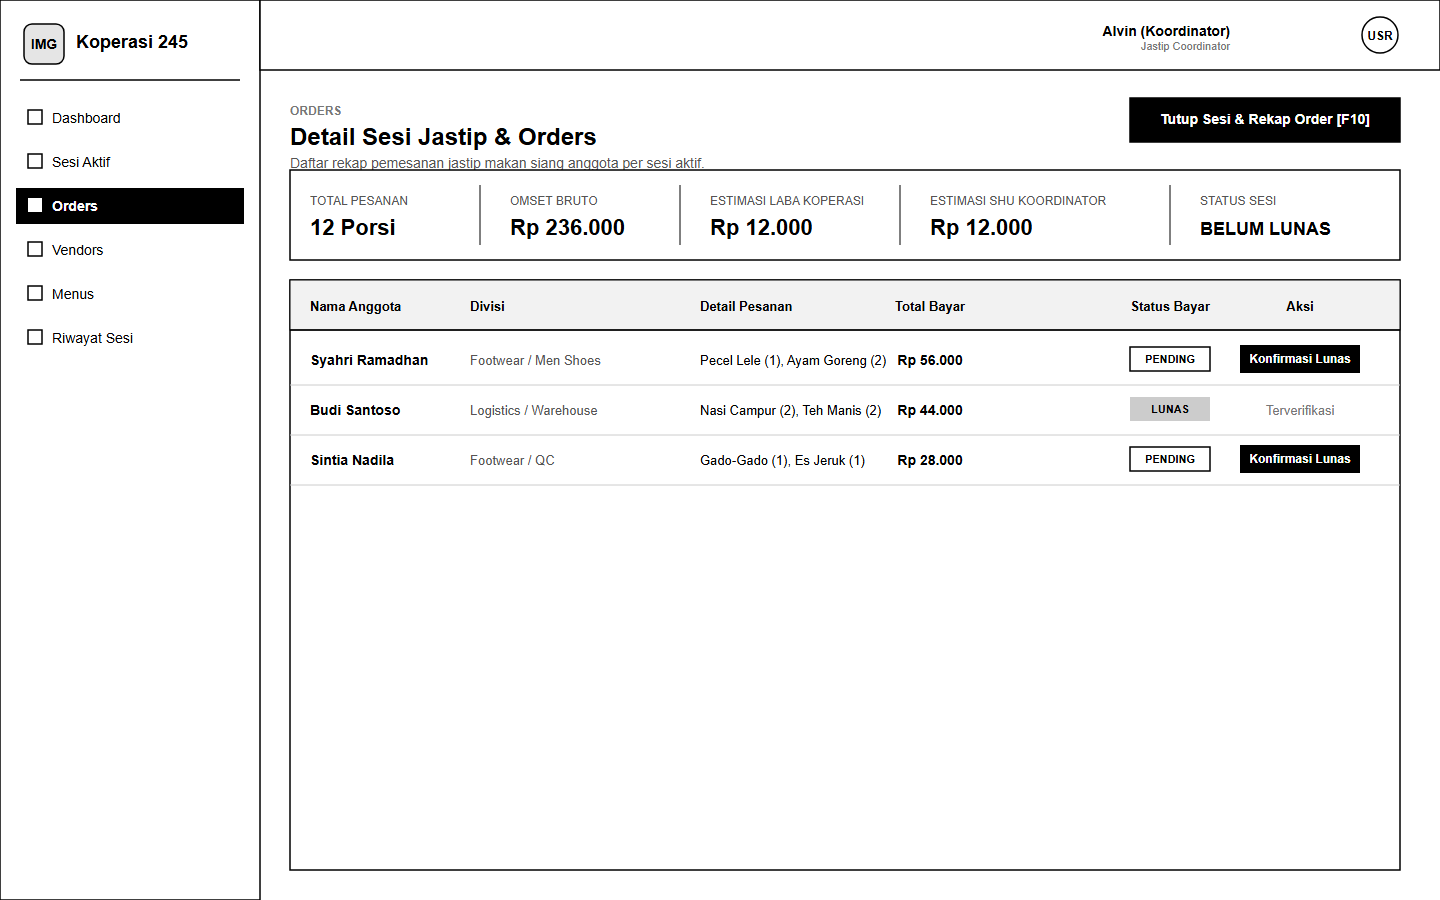 IMG Koperasi 245
Alvin (Koordinator)
Jastip Coordinator
USR
Dashboard
Sesi Aktif
Orders
Vendors
Menus
Riwayat Sesi
ORDERS
Detail Sesi Jastip & Orders
Daftar rekap pemesanan jastip makan siang anggota per sesi aktif.
Tutup Sesi & Rekap Order [F10]
TOTAL PESANAN
12 Porsi
OMSET BRUTO
Rp 236.000
ESTIMASI LABA KOPERASI
Rp 12.000
ESTIMASI SHU KOORDINATOR
Rp 12.000
STATUS SESI
BELUM LUNAS
Nama Anggota Divisi Detail Pesanan Total Bayar Status Bayar Aksi
Syahri Ramadhan Footwear / Men Shoes Pecel Lele (1), Ayam Goreng (2) Rp 56.000 PENDING Konfirmasi Lunas
Budi Santoso Logistics / Warehouse Nasi Campur (2), Teh Manis (2) Rp 44.000 LUNAS Terverifikasi
Sintia Nadila Footwear / QC Gado-Gado (1), Es Jeruk (1) Rp 28.000 PENDING Konfirmasi Lunas